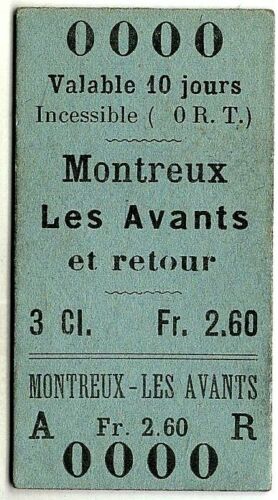 0000
Valable 10 jours
Incessible ( O R. T.)
Montreux
Les Avants
et retour
3 Cl. Fr. 2.60
MONTREUX - LES AVANTS
A Fr. 2.60 R
0000